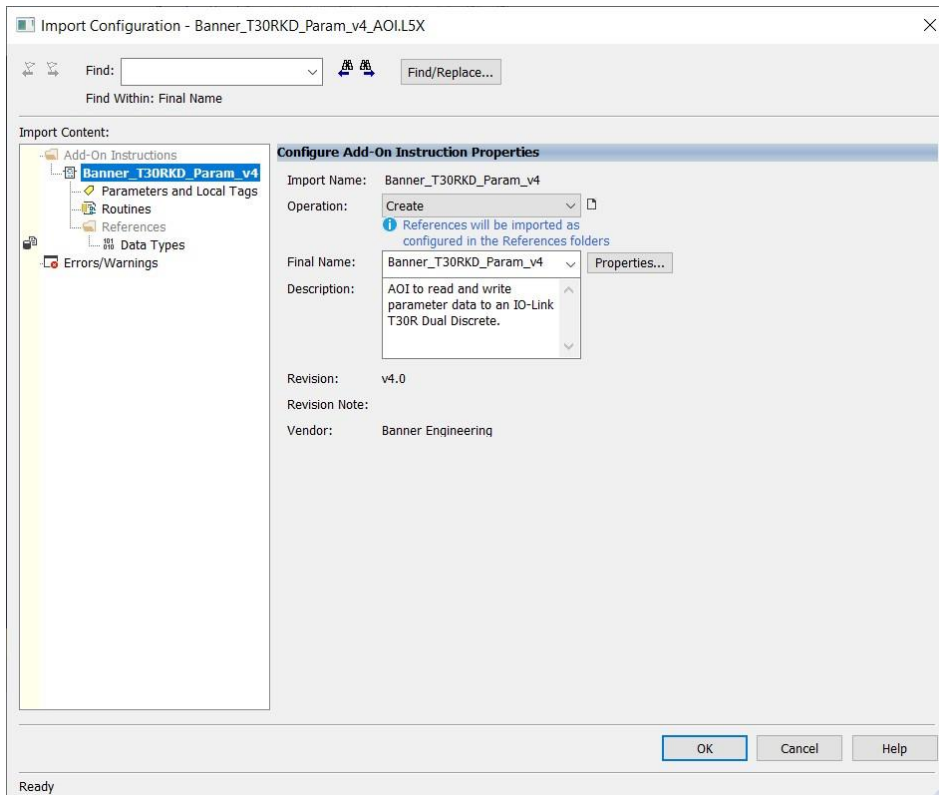 Import Configuration - Banner_T30RKD_Param_v4_AOI.L5X
Find:
Find/Replace...
Find Within: Final Name
Import Content:
Add-On Instructions
Banner_T30RKD_Param_v4
Parameters and Local Tags
Routines
References
Data Types
Errors/Warnings
Configure Add-On Instruction Properties
Import Name: Banner_T30RKD_Param_v4
Operation: Create
References will be imported as
configured in the References folders
Final Name: Banner_T30RKD_Param_v4 Properties...
Description: AOI to read and write
parameter data to an IO-Link
T30R Dual Discrete.
Revision: v4.0
Revision Note:
Vendor: Banner Engineering
OK Cancel Help
Ready